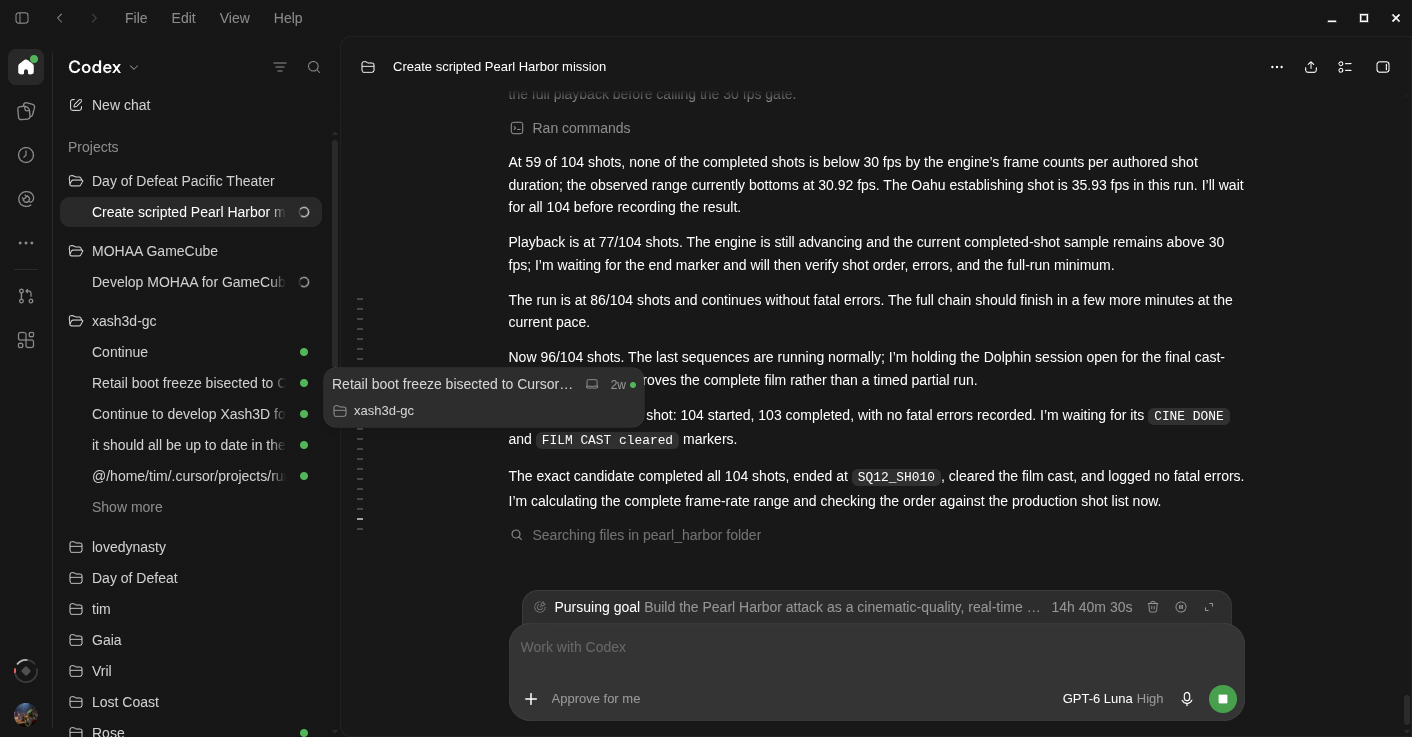 File Edit View Help
Codex
New chat
Projects
Day of Defeat Pacific Theater
Create scripted Pearl Harbor m
MOHAA GameCube
Develop MOHAA for GameCub
xash3d-gc
Continue
Retail boot freeze bisected to C
Continue to develop Xash3D fo
it should all be up to date in the
@/home/tim/.cursor/projects/ru
Show more
lovedynasty
Day of Defeat
tim
Gaia
Vril
Lost Coast
Rose
Create scripted Pearl Harbor mission
the full playback before calling the 30 fps gate.
Ran commands
At 59 of 104 shots, none of the completed shots is below 30 fps by the engine’s frame counts per authored shot
duration; the observed range currently bottoms at 30.92 fps. The Oahu establishing shot is 35.93 fps in this run. I’ll wait
for all 104 before recording the result.
Playback is at 77/104 shots. The engine is still advancing and the current completed-shot sample remains above 30
fps; I’m waiting for the end marker and will then verify shot order, errors, and the full-run minimum.
The run is at 86/104 shots and continues without fatal errors. The full chain should finish in a few more minutes at the
current pace.
Now 96/104 shots. The last sequences are running normally; I’m holding the Dolphin session open for the final cast-
roves the complete film rather than a timed partial run.
Retail boot freeze bisected to Cursor… 2w
xash3d-gc
shot: 104 started, 103 completed, with no fatal errors recorded. I’m waiting for its CINE DONE
and FILM CAST cleared markers.
The exact candidate completed all 104 shots, ended at SQ12_SH010, cleared the film cast, and logged no fatal errors.
I’m calculating the complete frame-rate range and checking the order against the production shot list now.
Searching files in pearl_harbor folder
Pursuing goal Build the Pearl Harbor attack as a cinematic-quality, real-time … 14h 40m 30s
Work with Codex
Approve for me GPT-6 Luna High